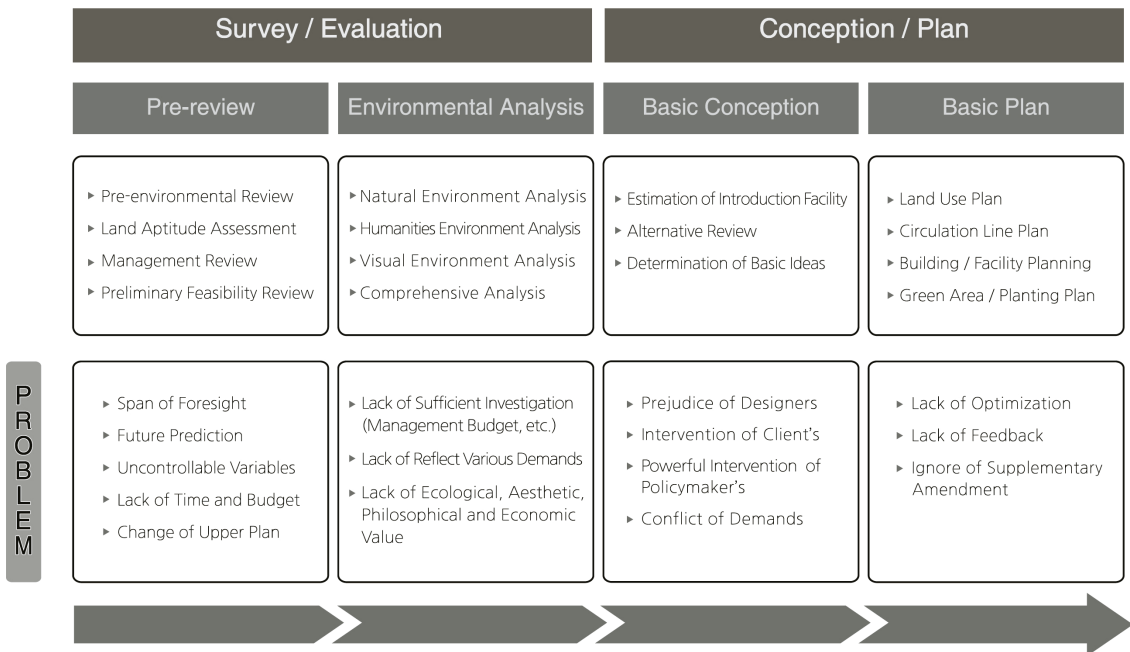 Survey / Evaluation
Conception / Plan
Pre-review
Environmental Analysis
Basic Conception
Basic Plan
Pre-environmental Review
Land Aptitude Assessment
Management Review
Preliminary Feasibility Review
Natural Environment Analysis
Humanities Environment Analysis
Visual Environment Analysis
Comprehensive Analysis
Estimation of Introduction Facility
Alternative Review
Determination of Basic Ideas
Land Use Plan
Circulation Line Plan
Building / Facility Planning
Green Area / Planting Plan
PROBLEM
Span of Foresight
Future Prediction
Uncontrollable Variables
Lack of Time and Budget
Change of Upper Plan
Lack of Sufficient Investigation
(Management Budget, etc.)
Lack of Reflect Various Demands
Lack of Ecological, Aesthetic,
Philosophical and Economic
Value
Prejudice of Designers
Intervention of Client's
Powerful Intervention of
Policymaker's
Conflict of Demands
Lack of Optimization
Lack of Feedback
Ignore of Supplementary
Amendment